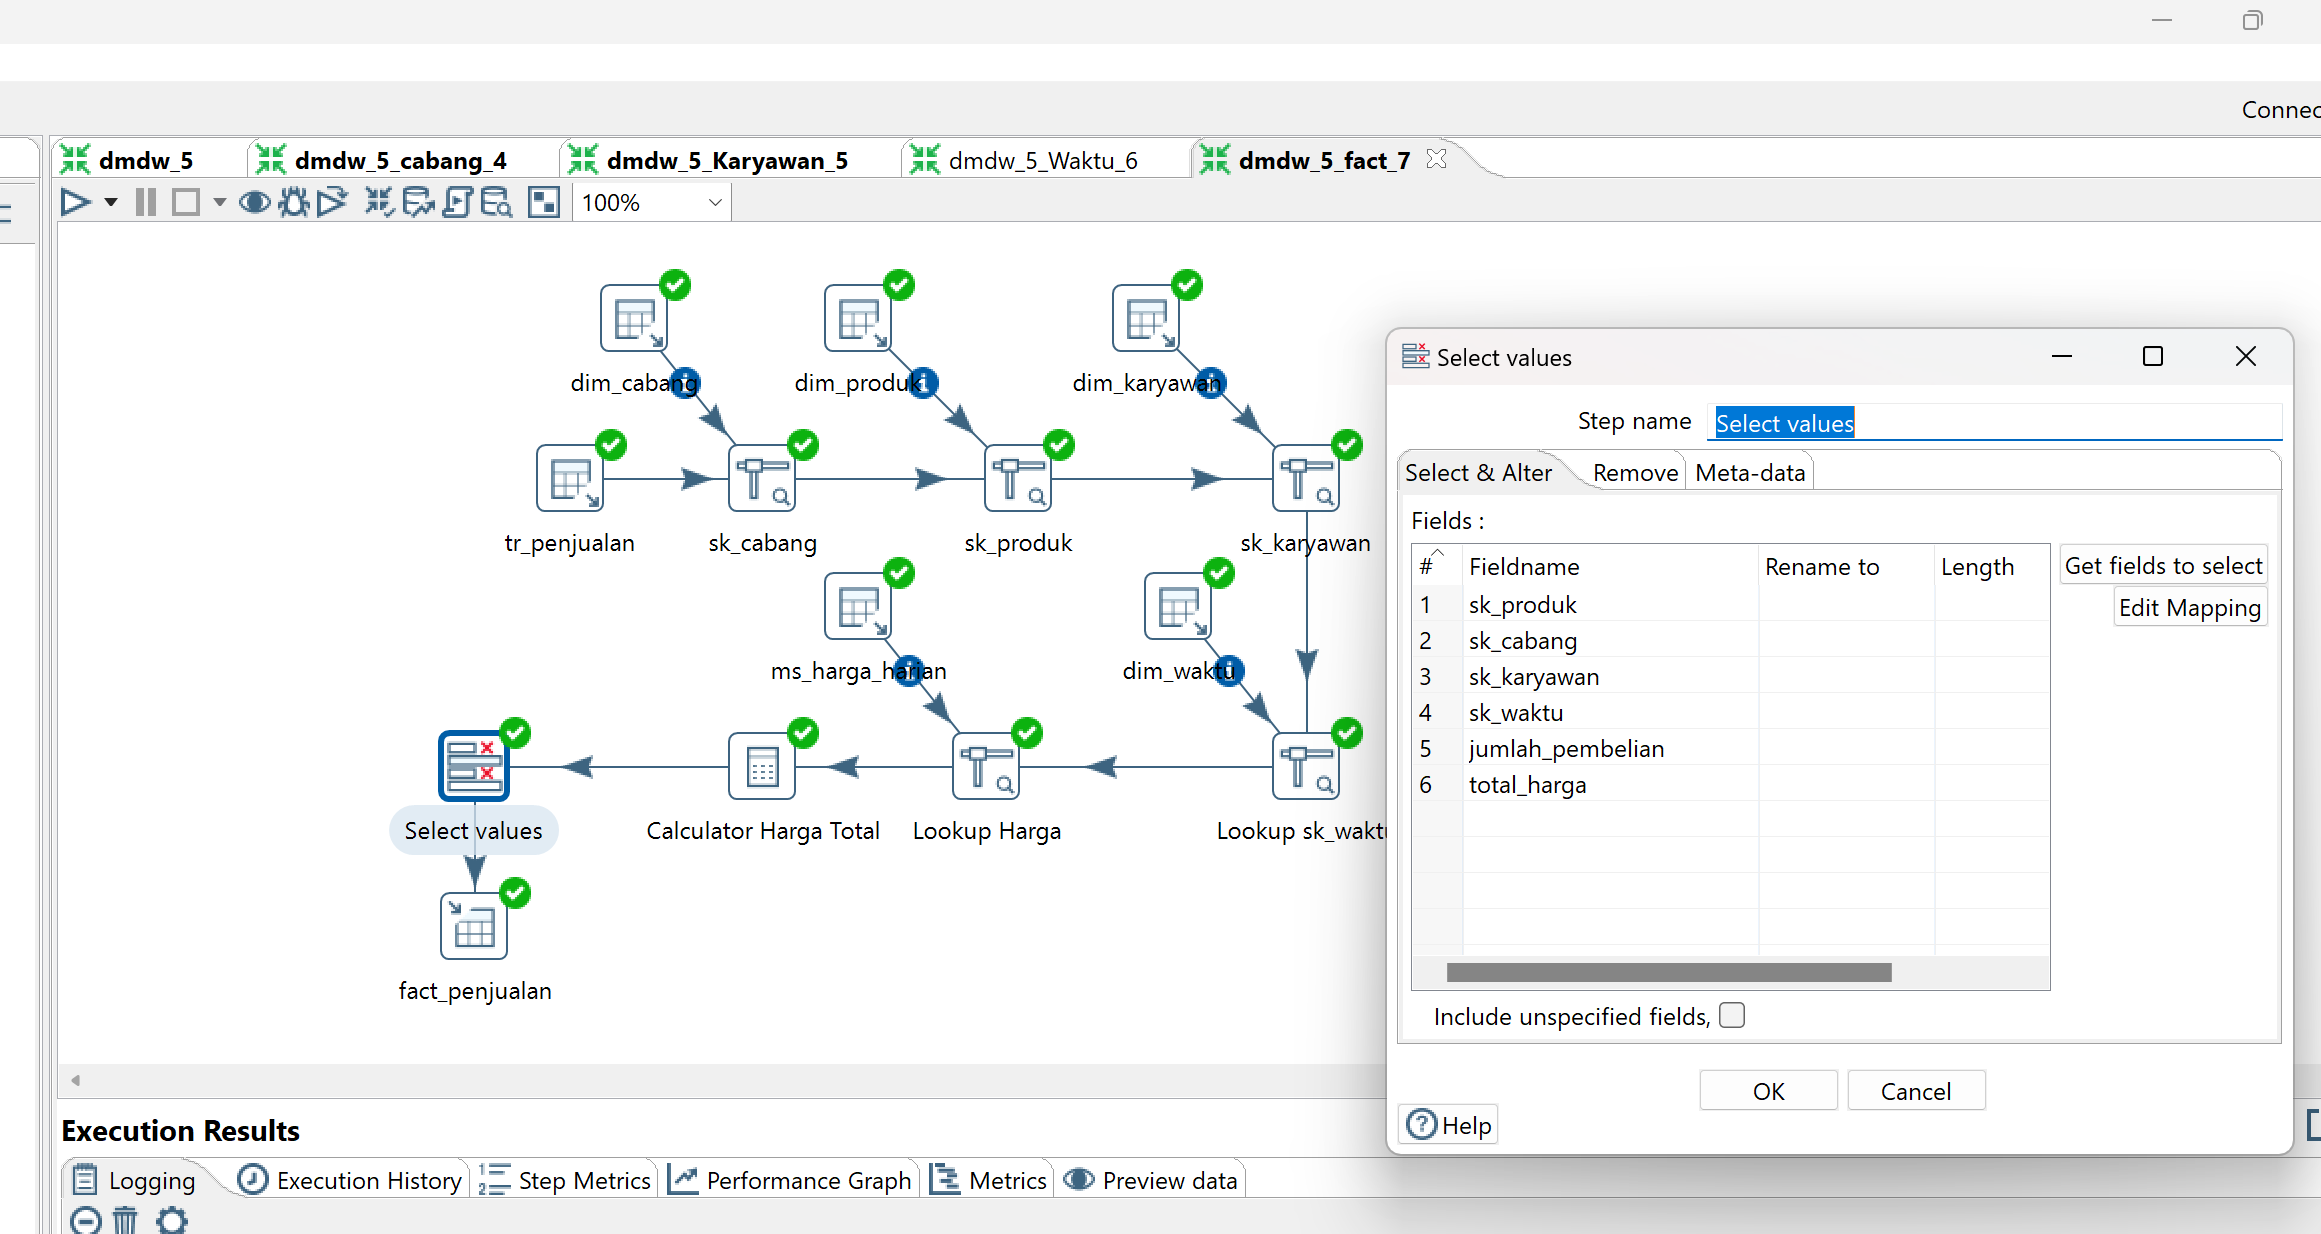 Connec
dmdw_5
dmdw_5_cabang_4
dmdw_5_Karyawan_5
dmdw_5_Waktu_6
dmdw_5_fact_7
100%
dim_cabang
dim_produk
dim_karyawan
tr_penjualan
sk_cabang
sk_produk
sk_karyawan
ms_harga_harian
dim_waktu
Select values
Calculator Harga Total
Lookup Harga
Lookup sk_waktu
fact_penjualan
Select values
Step name
Select values
Select & Alter
Remove
Meta-data
Fields :
# Fieldname Rename to Length
1 sk_produk
2 sk_cabang
3 sk_karyawan
4 sk_waktu
5 jumlah_pembelian
6 total_harga
Get fields to select
Edit Mapping
Include unspecified fields,
OK
Cancel
Help
Execution Results
Logging
Execution History
Step Metrics
Performance Graph
Metrics
Preview data